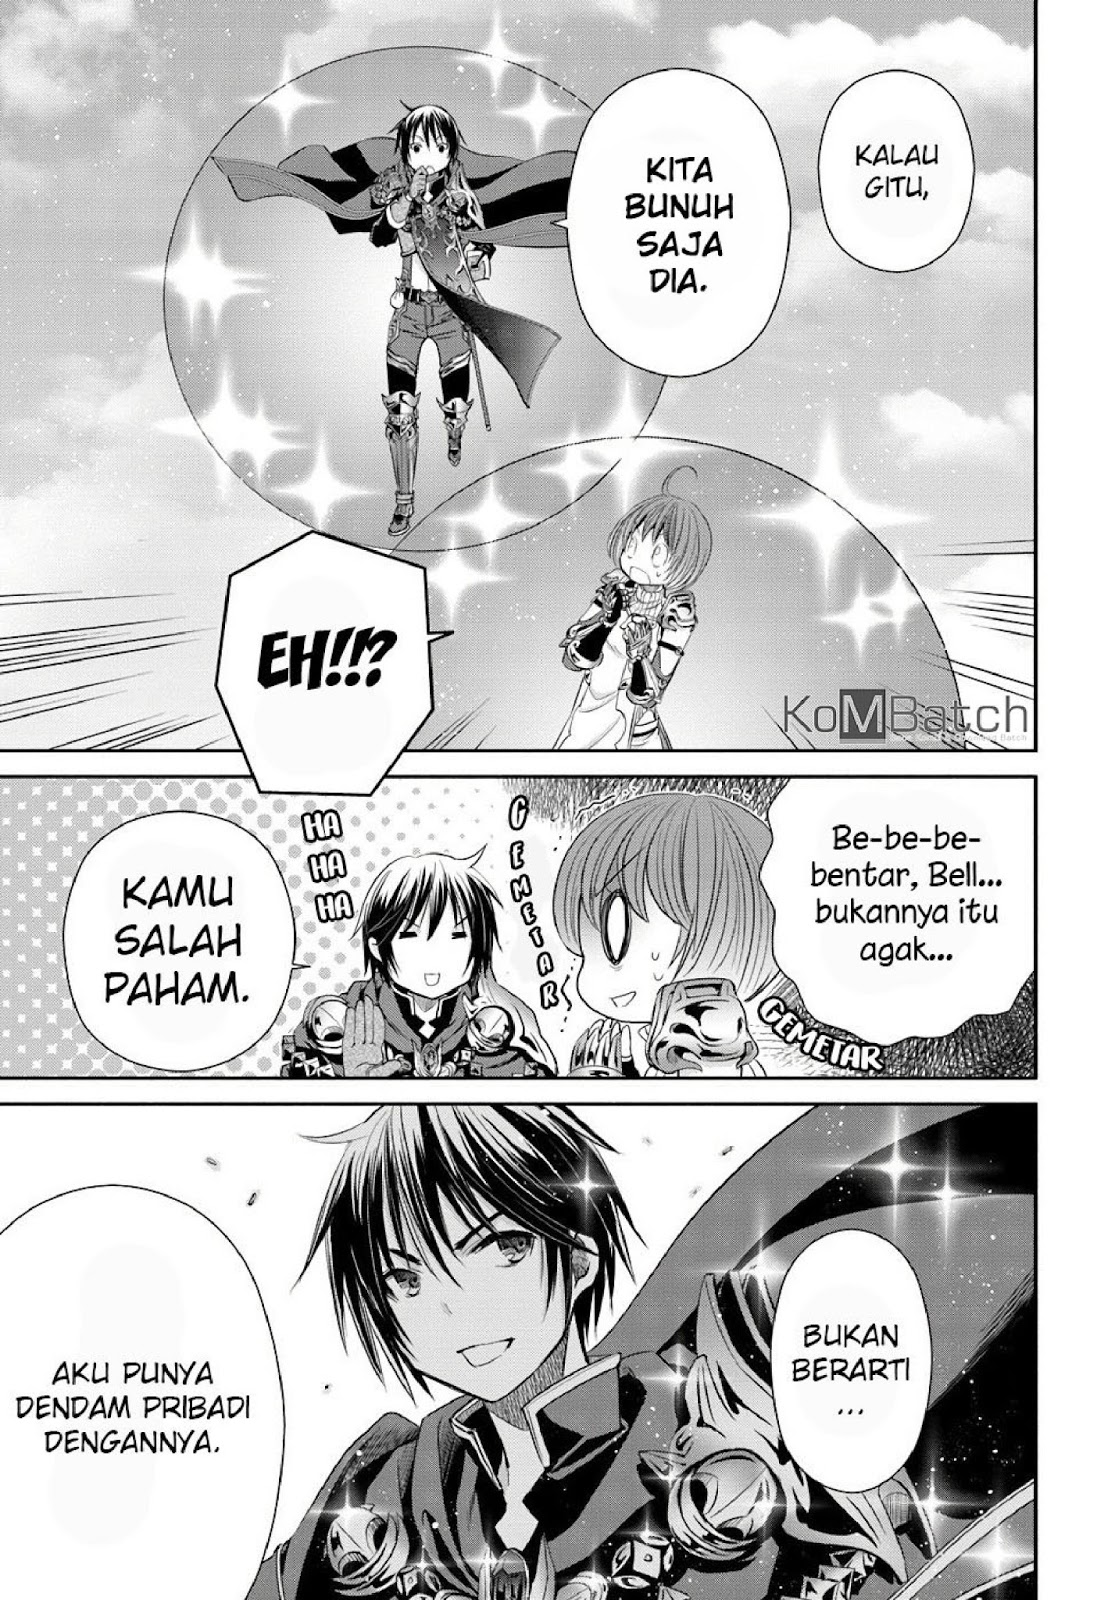 KALAU
GITU,
KITA
BUNUH
SAJA
DIA.
EH!!?
KoMBatch
Be-be-be-
bentar, Bell...
bukannya itu
agak...
GEMETAR
GEMETAR
HA
HA
HA
KAMU
SALAH
PAHAM.
BUKAN
BERARTI
...
AKU PUNYA
DENDAM PRIBADI
DENGANNYA.